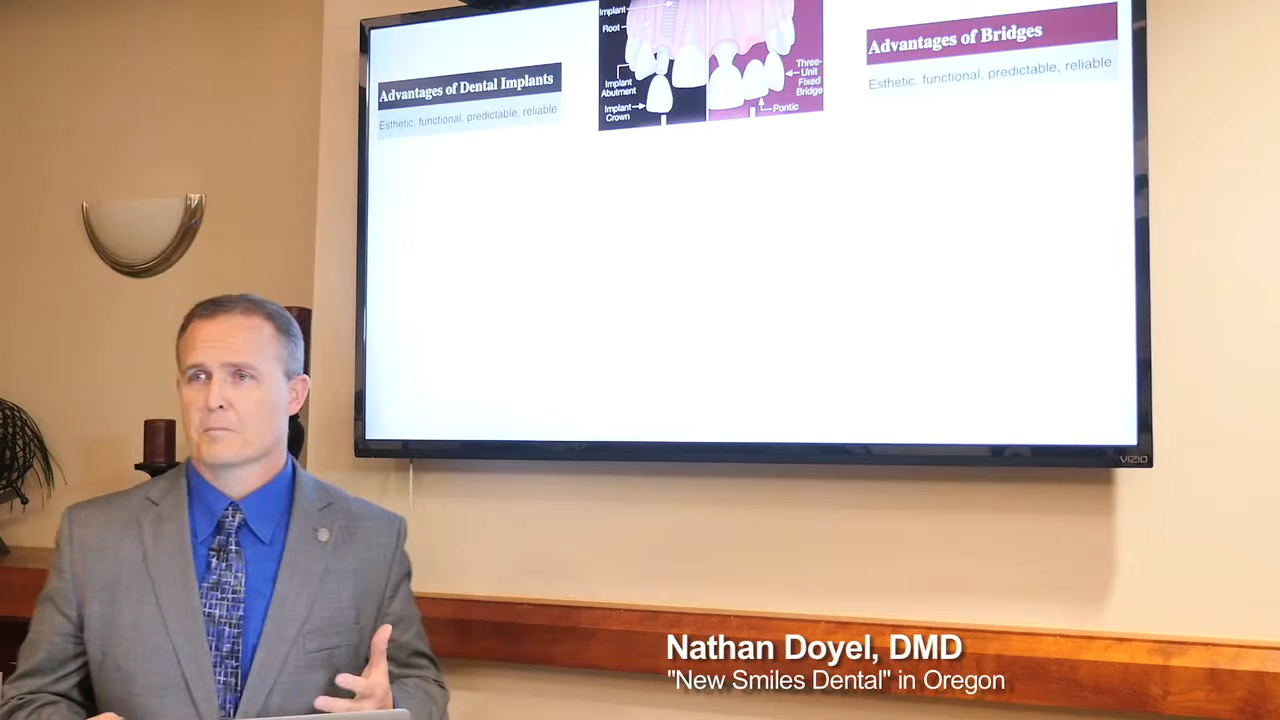 Advantages of Dental Implants
Esthetic, functional, predictable, reliable
Implant
Root
Implant
Abutment
Implant
Crown
Three-
Unit
Fixed
Bridge
Pontic
Advantages of Bridges
Esthetic, functional, predictable, reliable
VIZIO
Nathan Doyel, DMD
"New Smiles Dental" in Oregon